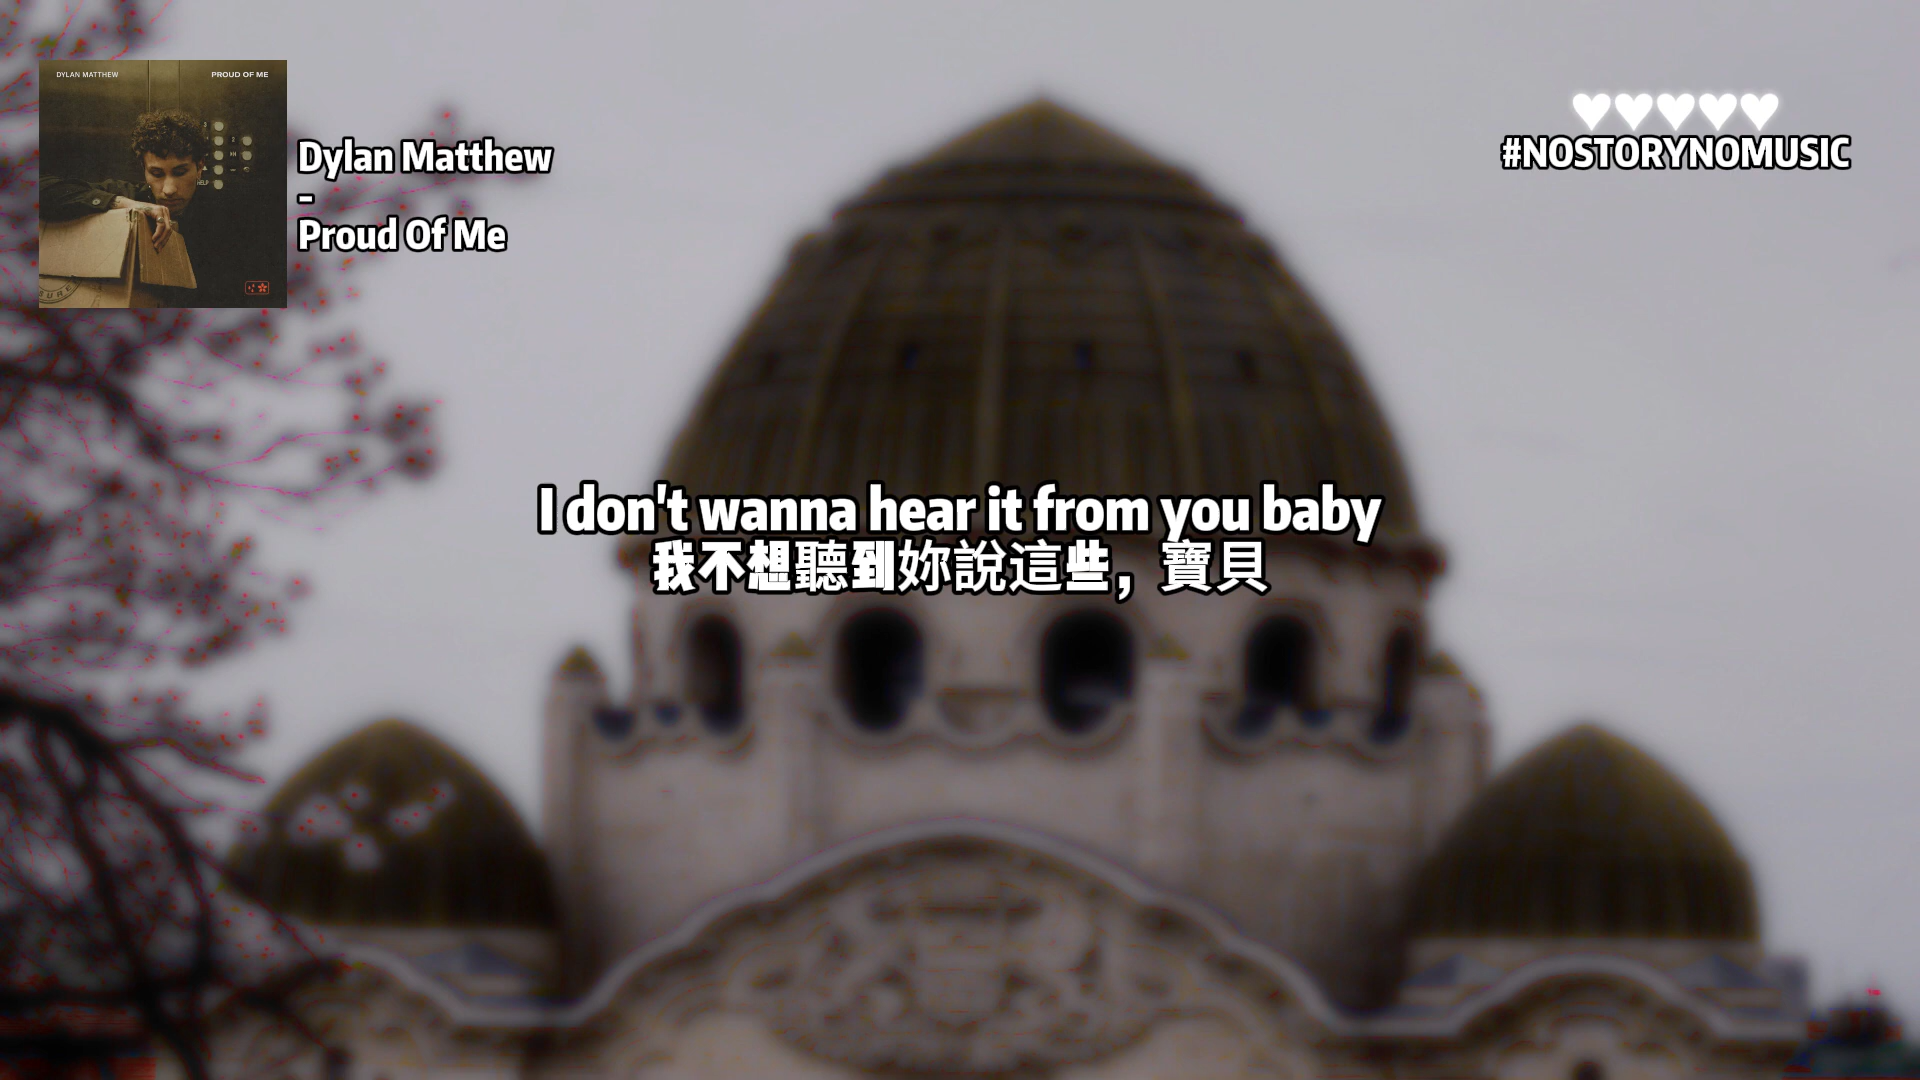 DYLAN MATTHEW
PROUD OF ME
HELP
Dylan Matthew
-
Proud Of Me
♥♥♥♥♥
#NOSTORYNOMUSIC
I don't wanna hear it from you baby
我不想聽到妳說這些，寶貝